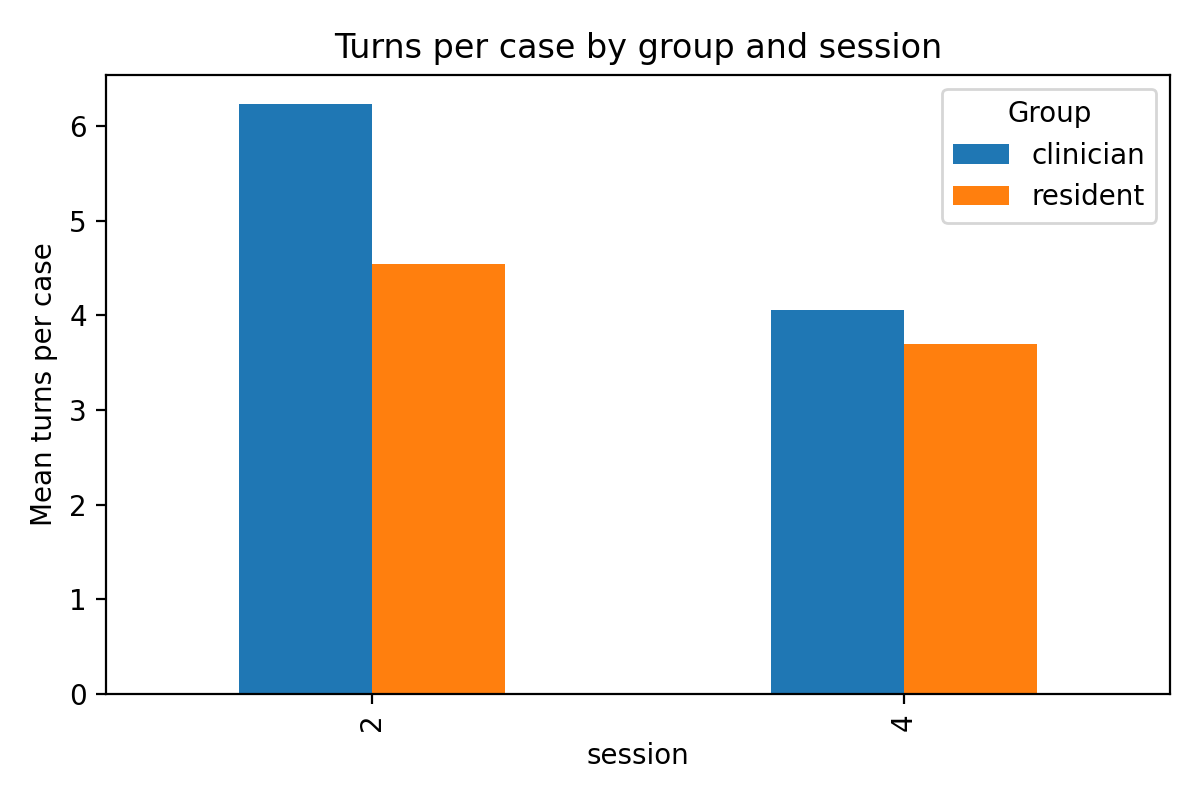 Turns per case by group and session
Group
clinician
resident
Mean turns per case
6
5
4
3
2
1
0
2
4
session